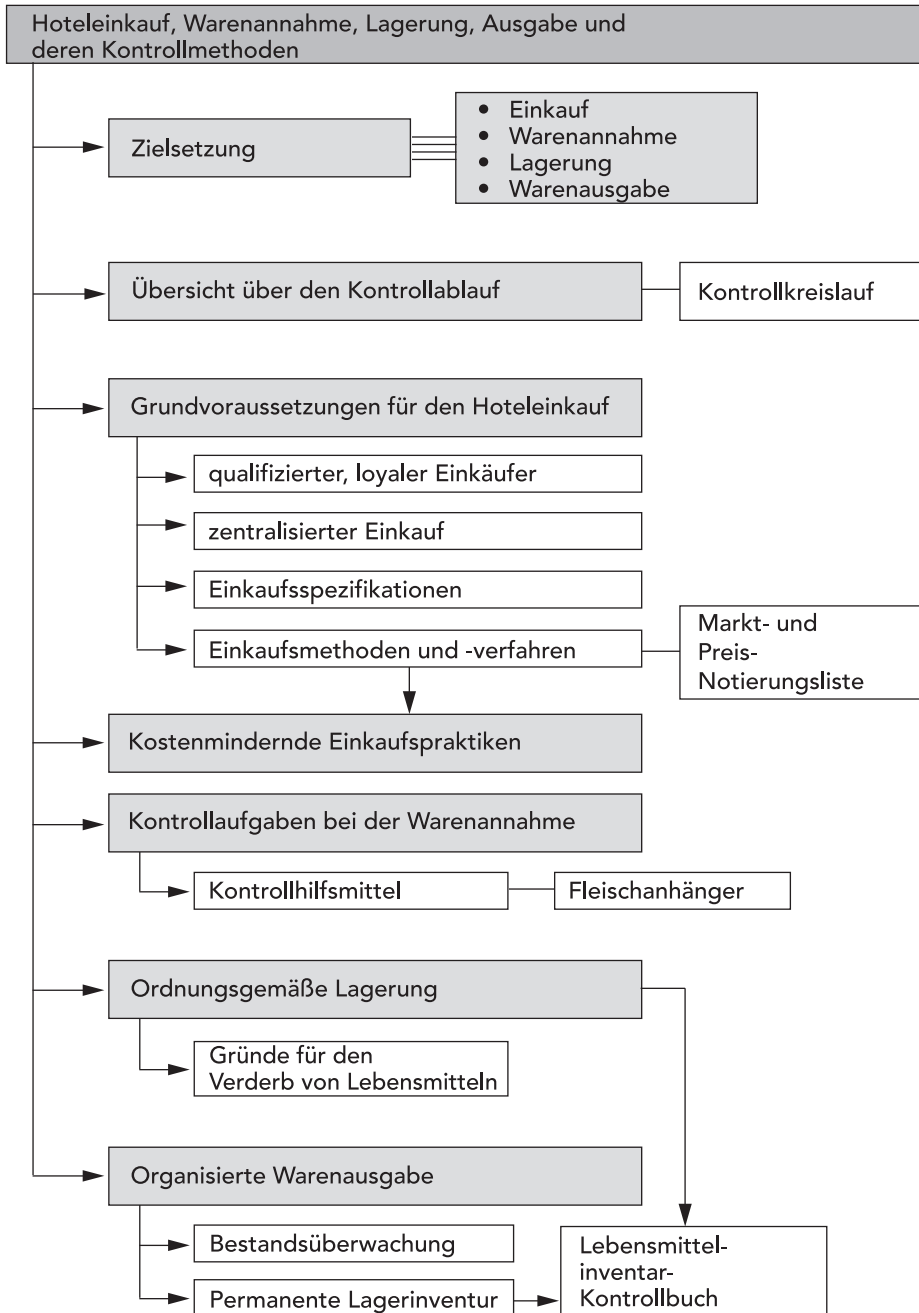 Hoteleinkauf, Warenannahme, Lagerung, Ausgabe und
deren Kontrollmethoden
Zielsetzung
• Einkauf
• Warenannahme
• Lagerung
• Warenausgabe
Übersicht über den Kontrollablauf
Kontrollkreislauf
Grundvoraussetzungen für den Hoteleinkauf
qualifizierter, loyaler Einkäufer
zentralisierter Einkauf
Einkaufsspezifikationen
Einkaufsmethoden und -verfahren
Markt- und
Preis-
Notierungsliste
Kostenmindernde Einkaufspraktiken
Kontrollaufgaben bei der Warenannahme
Kontrollhilfsmittel
Fleischanhänger
Ordnungsgemäße Lagerung
Gründe für den
Verderb von Lebensmitteln
Organisierte Warenausgabe
Bestandsüberwachung
Permanente Lagerinventur
Lebensmittel-
inventar-
Kontrollbuch